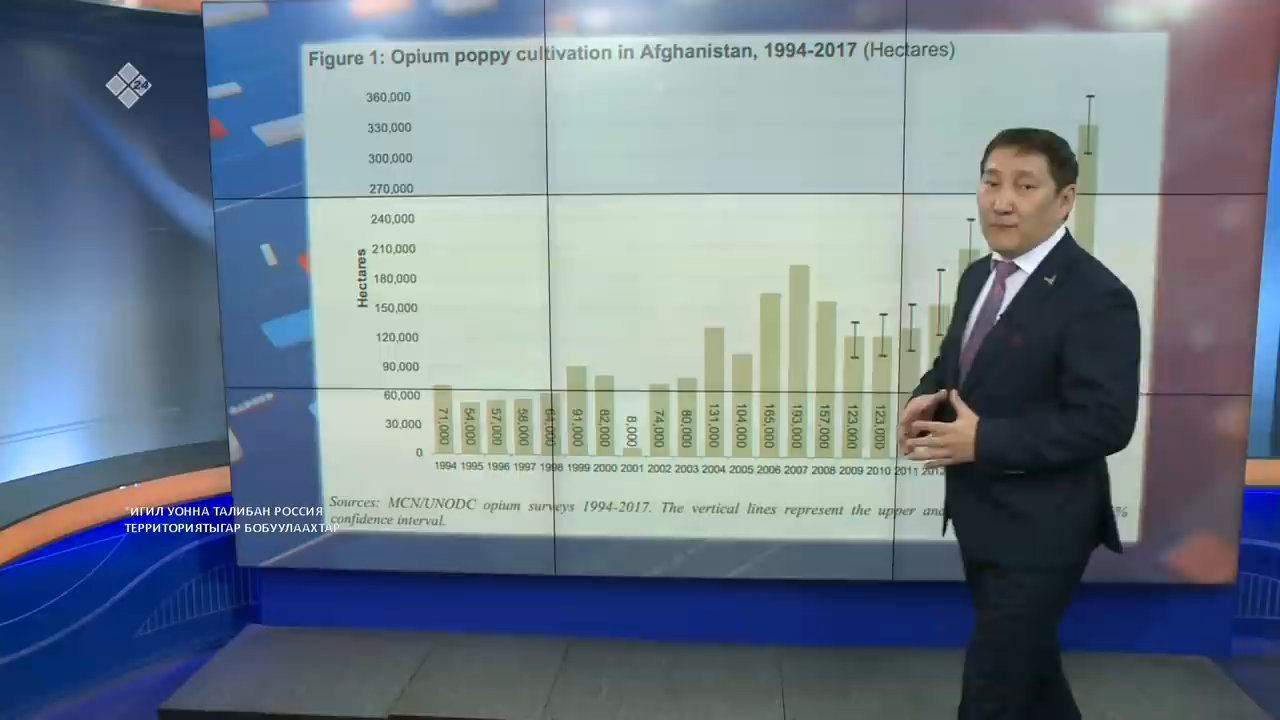 24
Figure 1: Opium poppy cultivation in Afghanistan, 1994-2017 (Hectares)
360,000
330,000
300,000
270,000
240,000
210,000
180,000
150,000
120,000
90,000
60,000
30,000
0
Hectares
71,000 54,000 57,000 58,000 64,000 91,000 82,000 8,000 74,000 80,000 131,000 104,000 165,000 193,000 157,000 123,000 123,000
1994 1995 1996 1997 1998 1999 2000 2001 2002 2003 2004 2005 2006 2007 2008 2009 2010 2011
Sources: MCN/UNODC opium surveys 1994-2017. The vertical lines represent the upper %
confidence interval.
"ИГИЛ УОННА ТАЛИБАН РОССИЯ
ТЕРРИТОРИЯТЫГАР БОБУУЛААХТАР